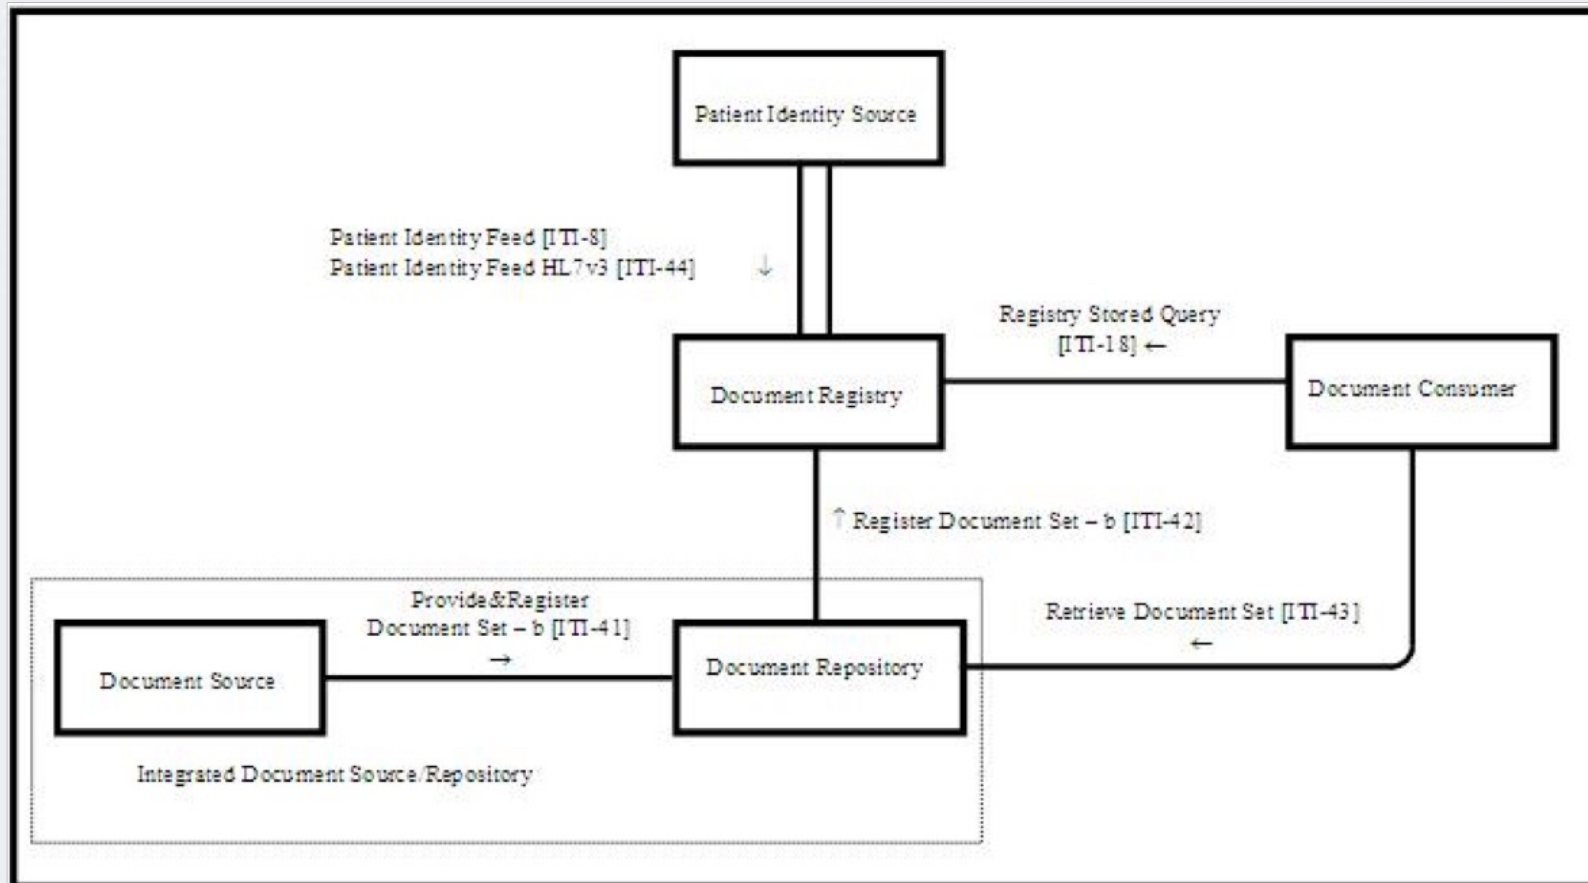 Patient Identity Source
Patient Identity Feed [ITI-8]
Patient Identity Feed HL7v3 [ITI-44] ↓
Registry Stored Query
[ITI-18] ←
Document Registry
Document Consumer
↑ Register Document Set – b [ITI-42]
Provide&Register
Document Set – b [ITI-41]
→
Retrieve Document Set [ITI-43]
←
Document Source
Document Repository
Integrated Document Source/Repository